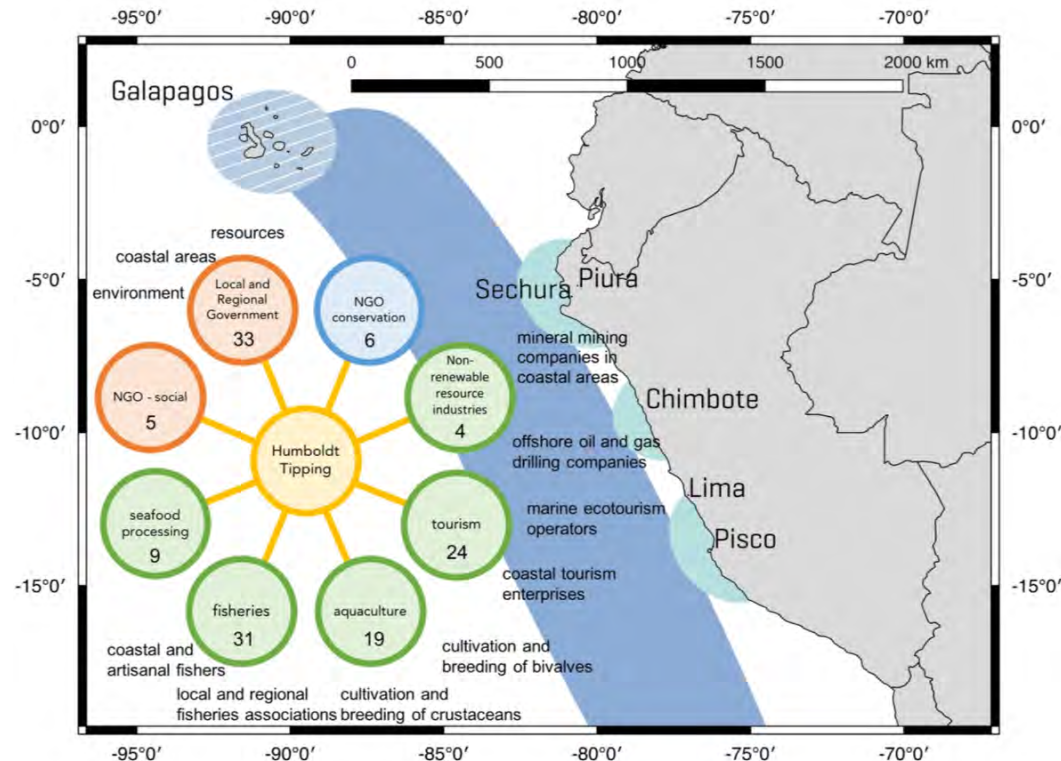 -95°0′ -90°0′ -85°0′ -80°0′ -75°0′ -70°0′
0 500 1000 1500 2000 km
Galapagos
0°0′ 0°0′
resources
coastal areas
environment
-5°0′ -5°0′
Sechura
Piura
Local and
Regional
Government
33
NGO
conservation
6
mineral mining
companies in
coastal areas
Non-
renewable
resource
industries
4
NGO - social
5
Chimbote
-10°0′ -10°0′
Humboldt
Tipping
offshore oil and gas
drilling companies
Lima
seafood
processing
9
tourism
24
marine ecotourism
operators
Pisco
-15°0′ -15°0′
coastal tourism
enterprises
fisheries
31
aquaculture
19
coastal and
artisanal fishers
cultivation and
breeding of bivalves
local and regional
fisheries associations
cultivation and
breeding of crustaceans
-95°0′ -90°0′ -85°0′ -80°0′ -75°0′ -70°0′